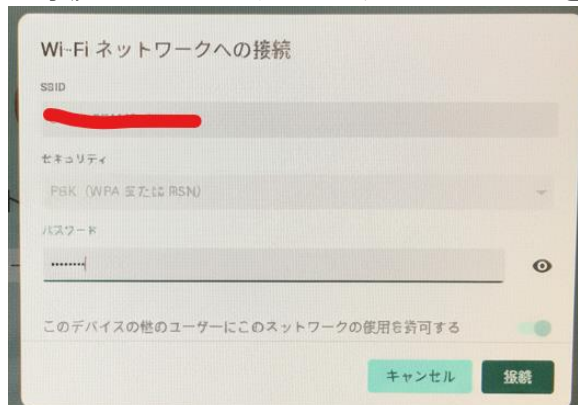 Wi-Fi ネットワークへの接続
SSID
セキュリティ
PSK (WPA または RSN)
パスワード
••••••••
このデバイスの他のユーザーにこのネットワークの使用を許可する
キャンセル
接続